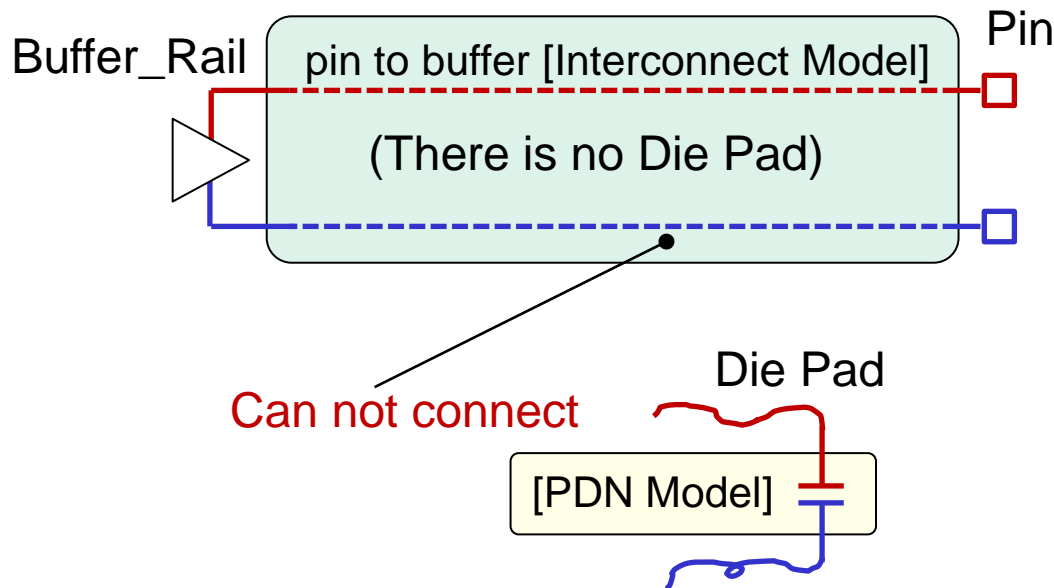 Pin
Buffer_Rail
pin to buffer [Interconnect Model]
(There is no Die Pad)
Can not connect
Die Pad
[PDN Model]